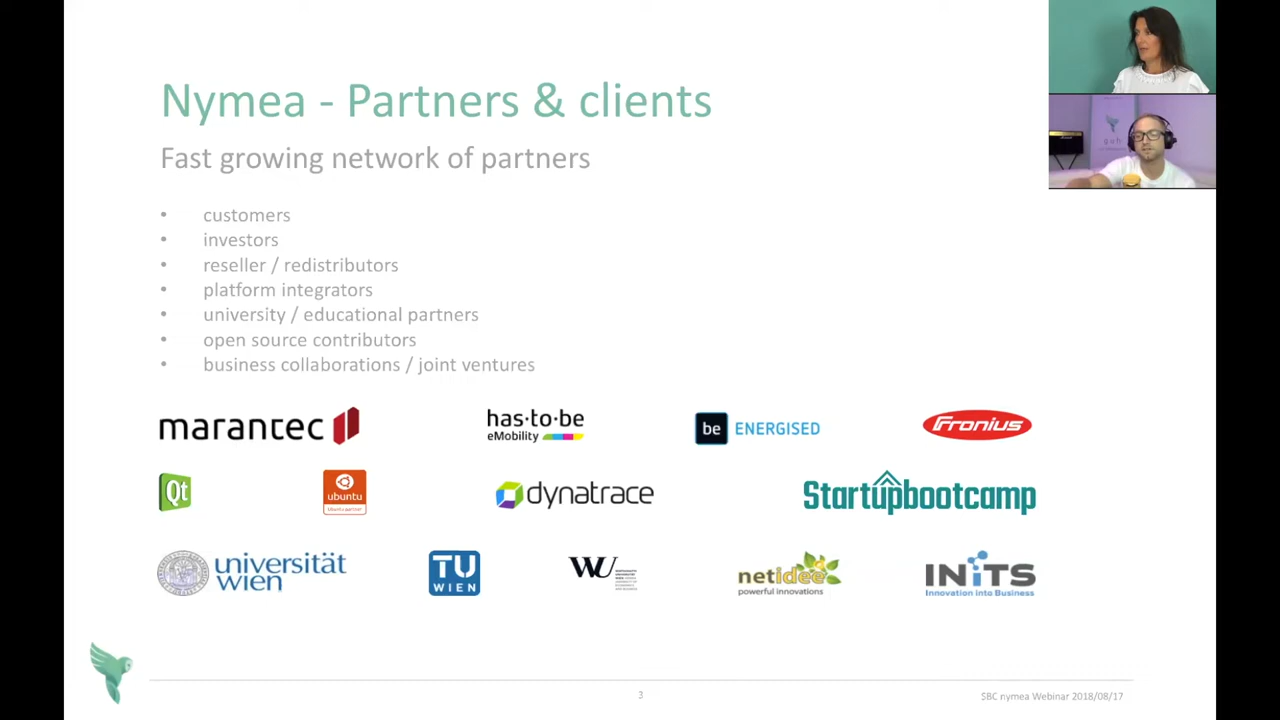 Nymea - Partners & clients
Fast growing network of partners
• customers
• investors
• reseller / redistributors
• platform integrators
• university / educational partners
• open source contributors
• business collaborations / joint ventures
marantec
has·to·be
eMobility
be ENERGISED
Fronius
Qt
ubuntu
Ubuntu partner
dynatrace
Startupbootcamp
universität
wien
TU
WIEN
WU
netidee
powerful innovations
INiTS
Innovation into Business
3
SBC nymea Webinar 2018/08/17